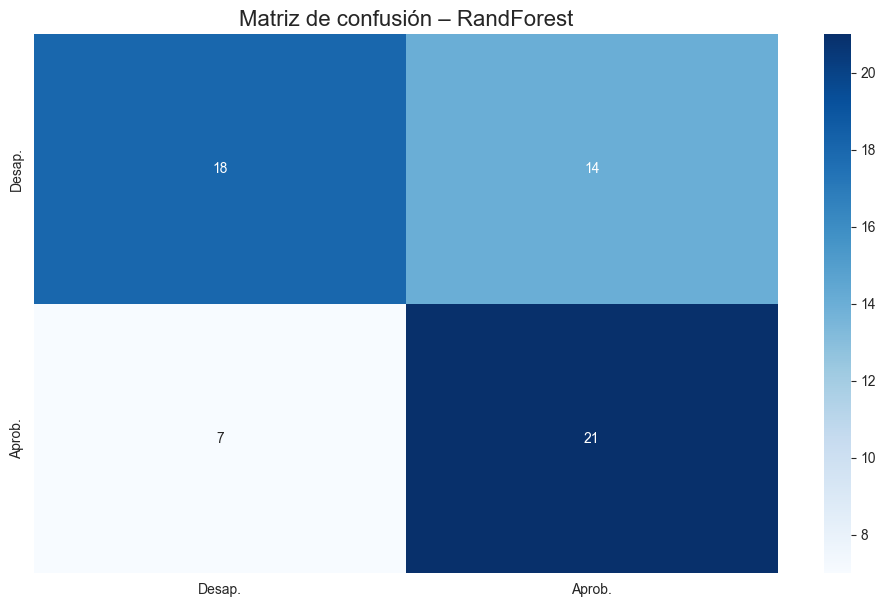 Matriz de confusión – RandForest
Desap.
18
14
Aprob.
7
21
Desap.
Aprob.
20
18
16
14
12
10
8